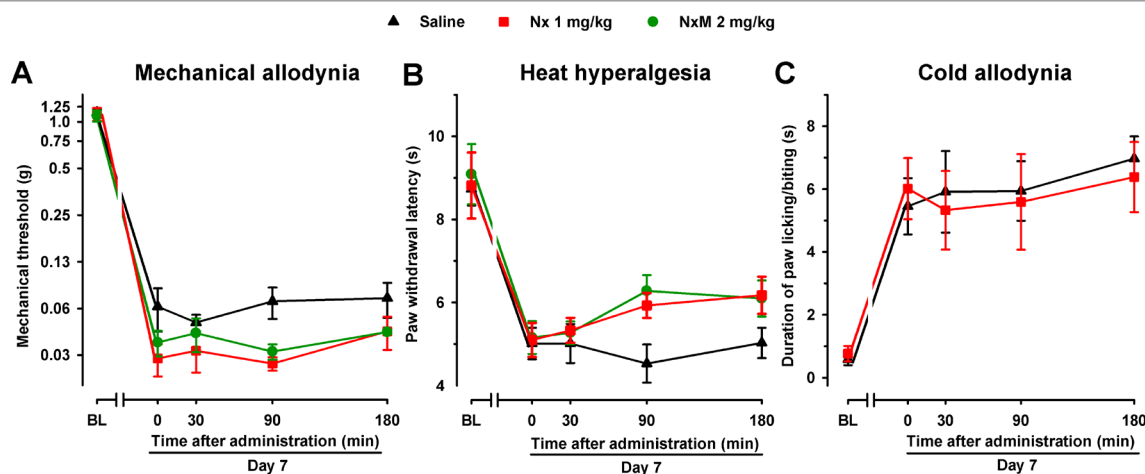 Saline Nx 1 mg/kg NxM 2 mg/kg
A Mechanical allodynia
Mechanical threshold (g)
1.25
1.0
0.75
0.5
0.25
0.13
0.06
0.03
BL 0 30 90 180
Time after administration (min)
Day 7
B Heat hyperalgesia
Paw withdrawal latency (s)
10
8
6
4
BL 0 30 90 180
Time after administration (min)
Day 7
C Cold allodynia
Duration of paw licking/biting (s)
8
6
4
2
0
BL 0 30 90 180
Time after administration (min)
Day 7